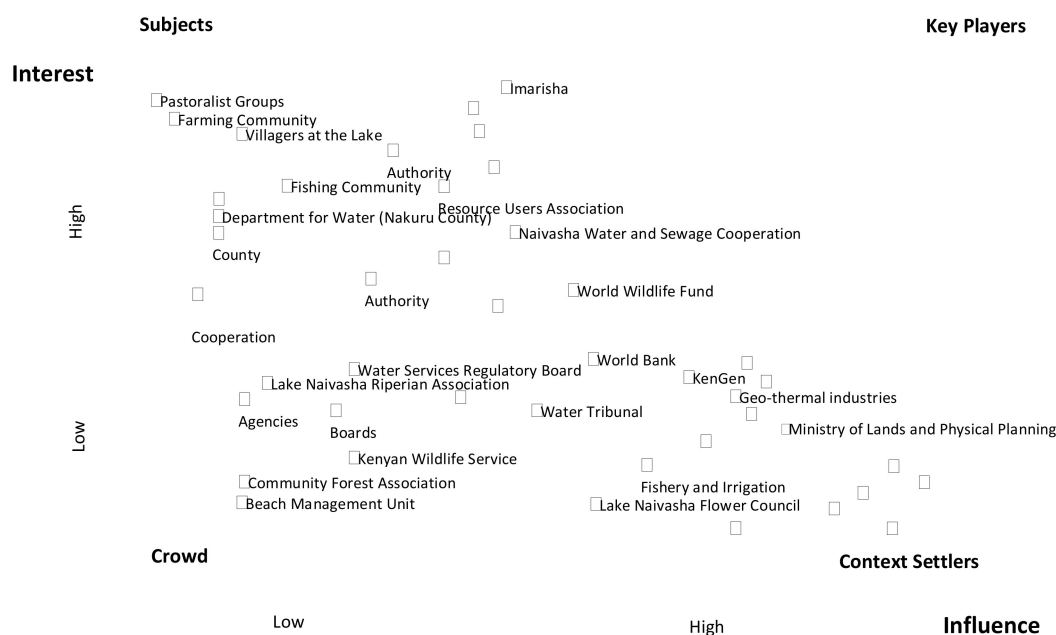 Subjects
Key Players
Interest
Imarisha
Pastoralist Groups
Farming Community
Villagers at the Lake
Authority
Fishing Community
Resource Users Association
Department for Water (Nakuru County)
High
Naivasha Water and Sewage Cooperation
County
World Wildlife Fund
Authority
Cooperation
World Bank
Water Services Regulatory Board
KenGen
Lake Naivasha Riperian Association
Geo-thermal industries
Water Tribunal
Agencies
Ministry of Lands and Physical Planning
Boards
Low
Kenyan Wildlife Service
Community Forest Association
Fishery and Irrigation
Beach Management Unit
Lake Naivasha Flower Council
Crowd
Context Settlers
Low
High
Influence